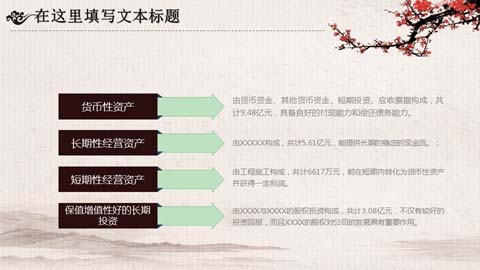 在这里填写文本标题
货币性资产
由货币资金、其他货币资金、短期投资、应收票据构成，共
计9.48亿元，具备良好的付现能力和偿还债务能力。
长期性经营资产
由XXXXX构成，共计5.61亿元，能提供长期的稳定的现金流。；
短期性经营资产
由工程施工构成，共计6617万元，能在短期内转化为货币性资产
并获得一定利润。
保值增值性好的长期
投资
由XXXX与XXXX的股权投资构成，共计3.08亿元，不仅有较好的
投资回报，而且XXXX的股权对公司的发展具有重要作用。